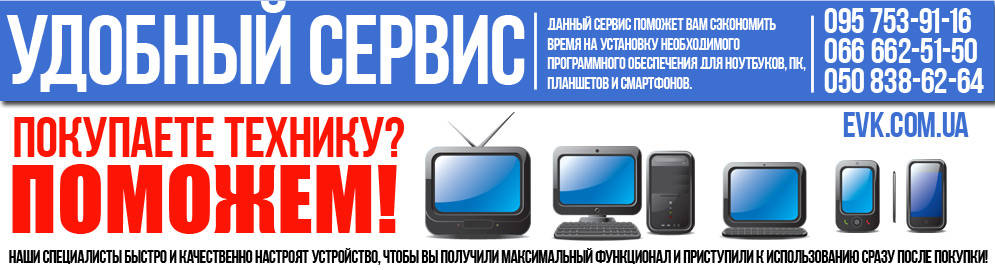 УДОБНЫЙ СЕРВИС
ДАННЫЙ СЕРВИС ПОМОЖЕТ ВАМ СЭКОНОМИТЬ
ВРЕМЯ НА УСТАНОВКУ НЕОБХОДИМОГО
ПРОГРАММНОГО ОБЕСПЕЧЕНИЯ ДЛЯ НОУТБУКОВ, ПК,
ПЛАНШЕТОВ И СМАРТФОНОВ.
095 753-91-16
066 662-51-50
050 838-62-64
EVK.COM.UA
ПОКУПАЕТЕ ТЕХНИКУ?
ПОМОЖЕМ!
НАШИ СПЕЦИАЛИСТЫ БЫСТРО И КАЧЕСТВЕННО НАСТРОЯТ УСТРОЙСТВО, ЧТОБЫ ВЫ ПОЛУЧИЛИ МАКСИМАЛЬНЫЙ ФУНКЦИОНАЛ И ПРИСТУПИЛИ К ИСПОЛЬЗОВАНИЮ СРАЗУ ПОСЛЕ ПОКУПКИ!